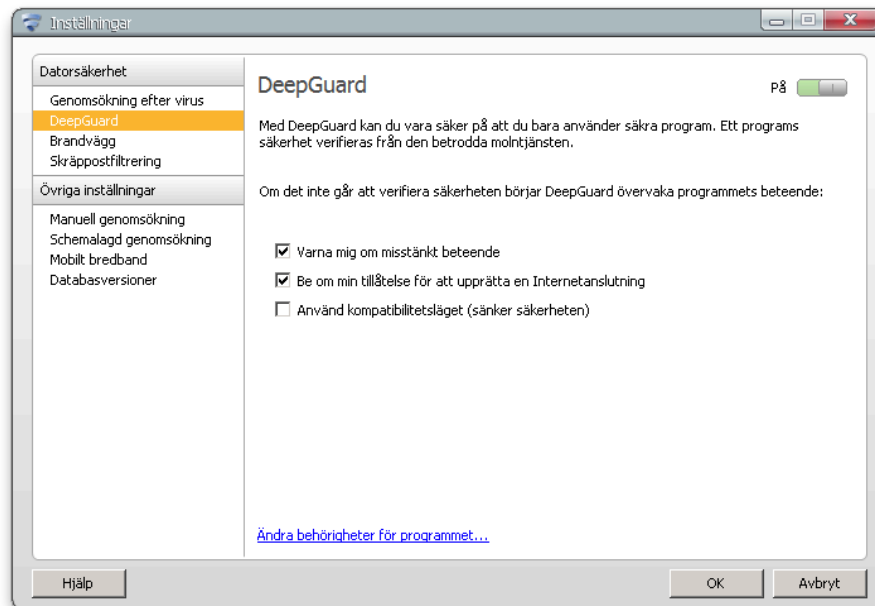 Inställningar
Datorsäkerhet
Genomsökning efter virus
DeepGuard
Brandvägg
Skräppostfiltrering
Övriga inställningar
Manuell genomsökning
Schemalagd genomsökning
Mobilt bredband
Databasversioner
DeepGuard
På
Med DeepGuard kan du vara säker på att du bara använder säkra program. Ett programs
säkerhet verifieras från den betrodda molntjänsten.
Om det inte går att verifiera säkerheten börjar DeepGuard övervaka programmets beteende:
Varna mig om misstänkt beteende
Be om min tillåtelse för att upprätta en Internetanslutning
Använd kompatibilitetsläget (sänker säkerheten)
Ändra behörigheter för programmet...
Hjälp
OK
Avbryt